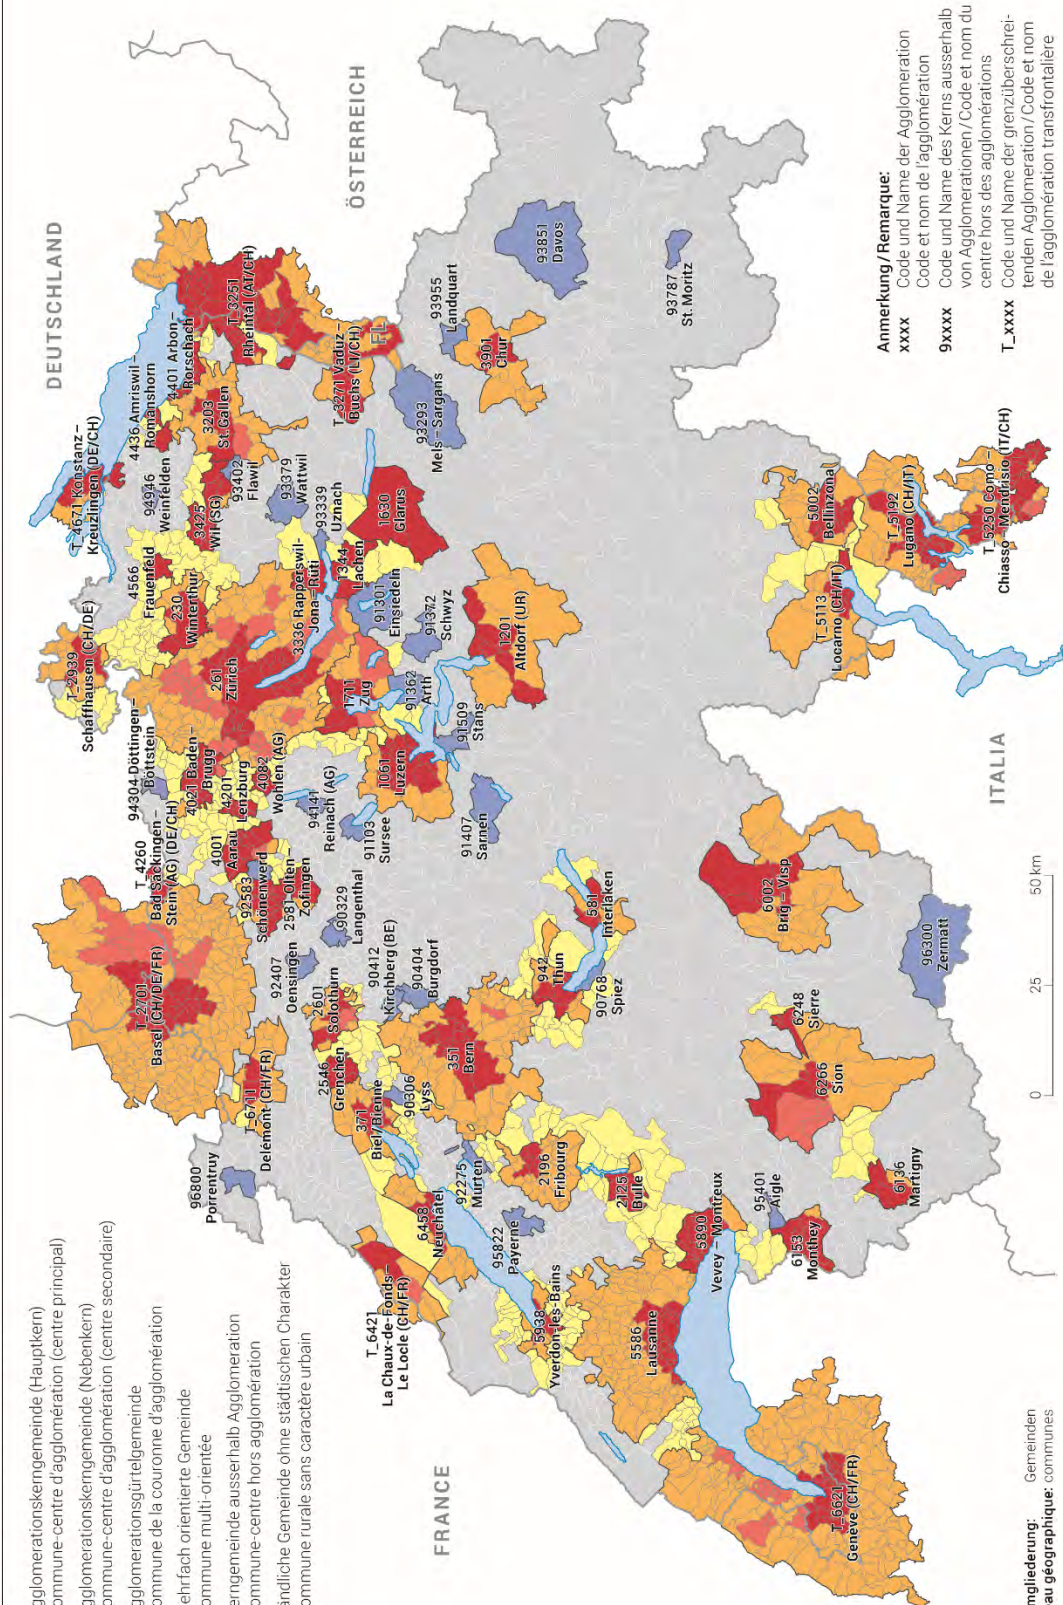 gglomerationskerngemeinde (Hauptkern)
ommune-centre d'agglomération (centre principal)
gglomerationskerngemeinde (Nebenkern)
ommune-centre d'agglomération (centre secondaire)
gglomerationsgürtelgemeinde
ommune de la couronne d'agglomération
ehrfach orientierte Gemeinde
ommune multi-orientée
erngemeinde ausserhalb Agglomeration
ommune-centre hors agglomération
ändliche Gemeinde ohne städtischen Charakter
ommune rurale sans caractère urbain
DEUTSCHLAND
ÖSTERREICH
FRANCE
ITALIA
FL
T_2701
Basel (CH/DE/FR)
T_4260
Bad Säckingen –
Stein (AG) (DE/CH)
94304 Döttingen –
Böttstein
T_2939
Schaffhausen (CH/DE)
T_4671 Konstanz –
Kreuzlingen (DE/CH)
4566
Frauenfeld
94946
Weinfelden
4436 Amriswil –
Romanshorn
4401 Arbon –
Rorschach
T_3251
Rheintal (AT/CH)
3203
St. Gallen
3425
Wil (SG)
93402
Flawil
93379
Wattwil
93339
Uznach
230
Winterthur
261
Zürich
4021 Baden –
Brugg
4201
Lenzburg
4082
Wohlen (AG)
4001
Aarau
92583
Schönenwerd
2581 Olten –
Zofingen
94141
Reinach (AG)
91103
Sursee
3336 Rapperswil-
Jona – Rüti
1344
Lachen
1630
Glarus
91301
Einsiedeln
91372
Schwyz
1711
Zug
91362
Arth
1061
Luzern
91509
Stans
91407
Sarnen
1201
Altdorf (UR)
T_3271 Vaduz –
Buchs (LI/CH)
93293
Mels – Sargans
93955
Landquart
3901
Chur
93851
Davos
93787
St. Moritz
96800
Porrentruy
T_6711
Delémont (CH/FR)
92407
Oensingen
90329
Langenthal
2601
Solothurn
90412
Kirchberg (BE)
90404
Burgdorf
2546
Grenchen
371
Biel/Bienne
90306
Lyss
351
Bern
942
Thun
90768
Spiez
581
Interlaken
T_6421
La Chaux-de-Fonds –
Le Locle (CH/FR)
6458
Neuchâtel
92275
Murten
95822
Payerne
2196
Fribourg
2125
Bulle
5938
Yverdon-les-Bains
5586
Lausanne
5890
Vevey – Montreux
95401
Aigle
6153
Monthey
6136
Martigny
6266
Sion
6248
Sierre
6002
Brig – Visp
96300
Zermatt
T_6621
Genève (CH/FR)
T_5113
Locarno (CH/IT)
5002
Bellinzona
T_5192
Lugano (CH/IT)
T_5250 Como –
Chiasso – Mendrisio (IT/CH)
0 25 50 km
Anmerkung/Remarque:
xxxx Code und Name der Agglomeration
Code et nom de l'agglomération
9xxxx Code und Name des Kerns ausserhalb
von Agglomerationen/Code et nom du
centre hors des agglomérations
T_xxxx Code und Name der grenzüberschrei-
tenden Agglomeration/Code et nom
de l'agglomération transfrontalière
mgliederung: Gemeinden
au géographique: communes